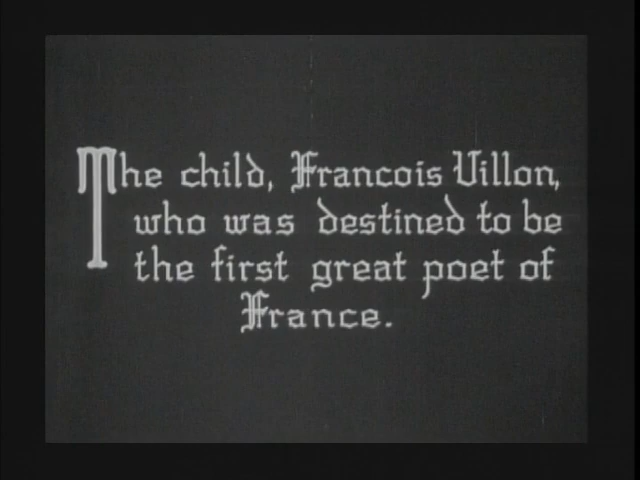 The child, Francois Villon,
who was destined to be
the first great poet of
France.